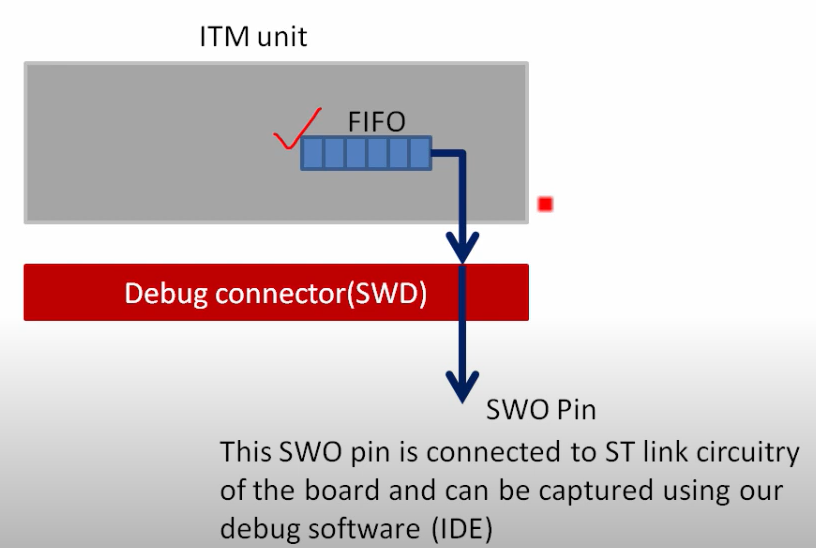 ITM unit
FIFO
Debug connector(SWD)
SWO Pin
This SWO pin is connected to ST link circuitry
of the board and can be captured using our
debug software (IDE)